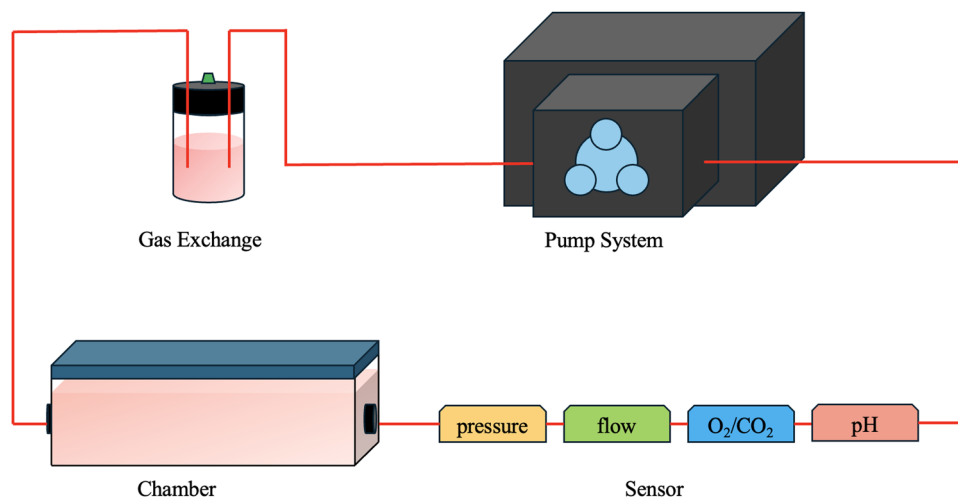 Gas Exchange
Pump System
pressure
flow
O₂/CO₂
pH
Chamber
Sensor